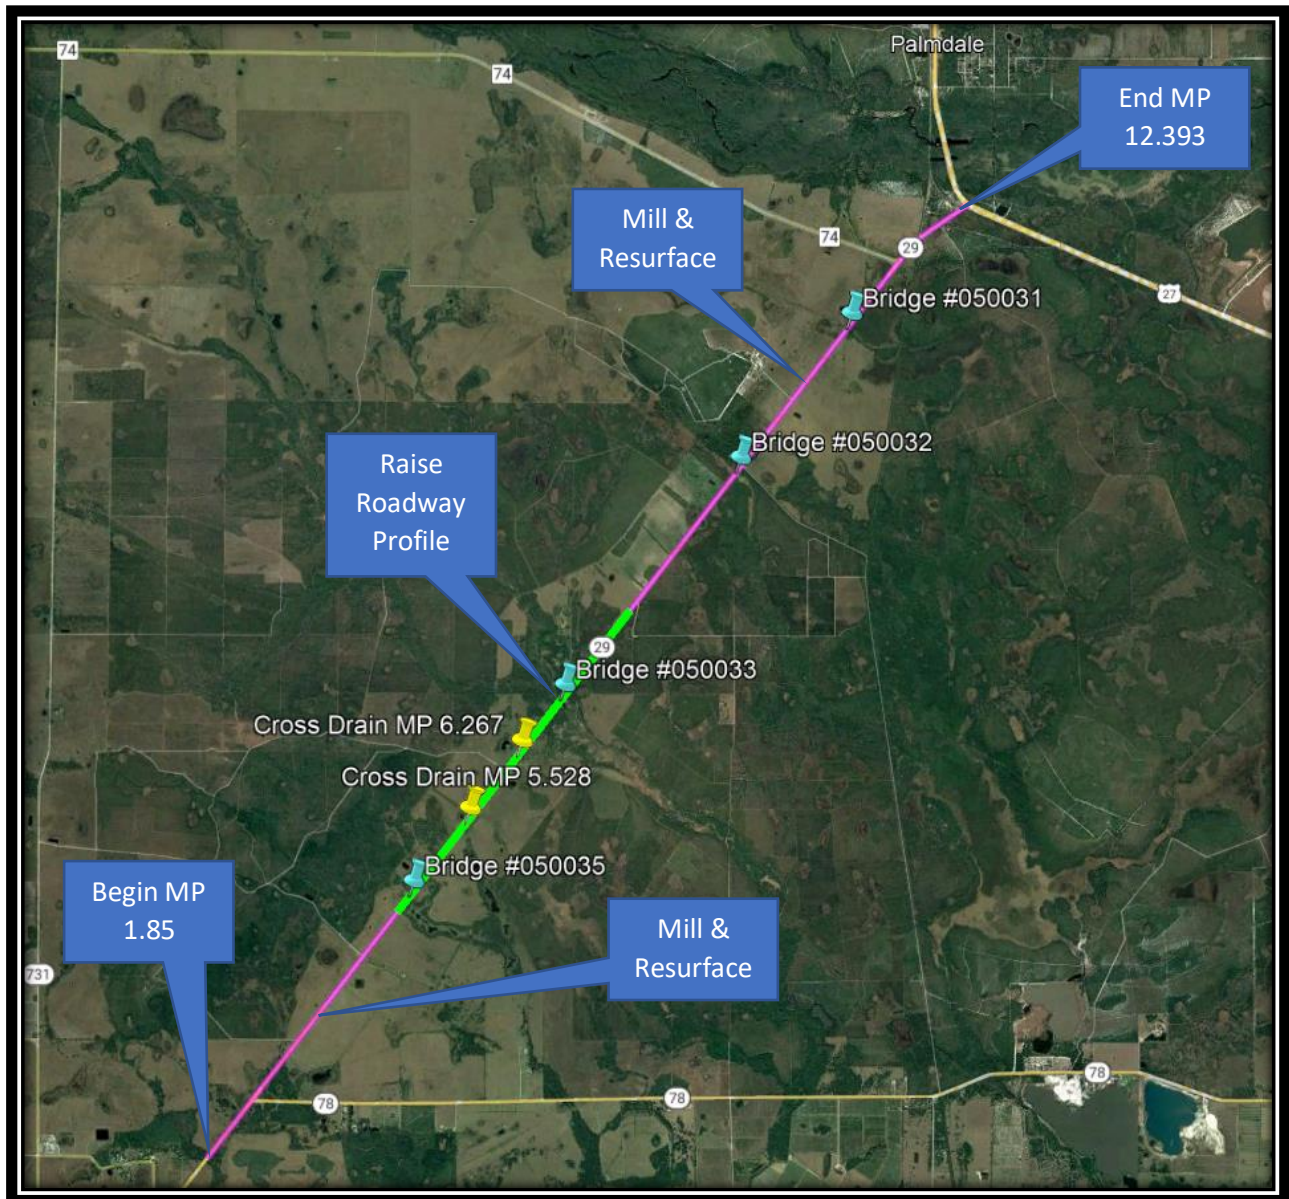 Palmdale
74
74
End MP
12.393
Mill &
Resurface
74
29
27
Bridge #050031
Bridge #050032
Raise
Roadway
Profile
29
Bridge #050033
Cross Drain MP 6.267
Cross Drain MP 5.528
Bridge #050035
Begin MP
1.85
Mill &
Resurface
731
78
78
78